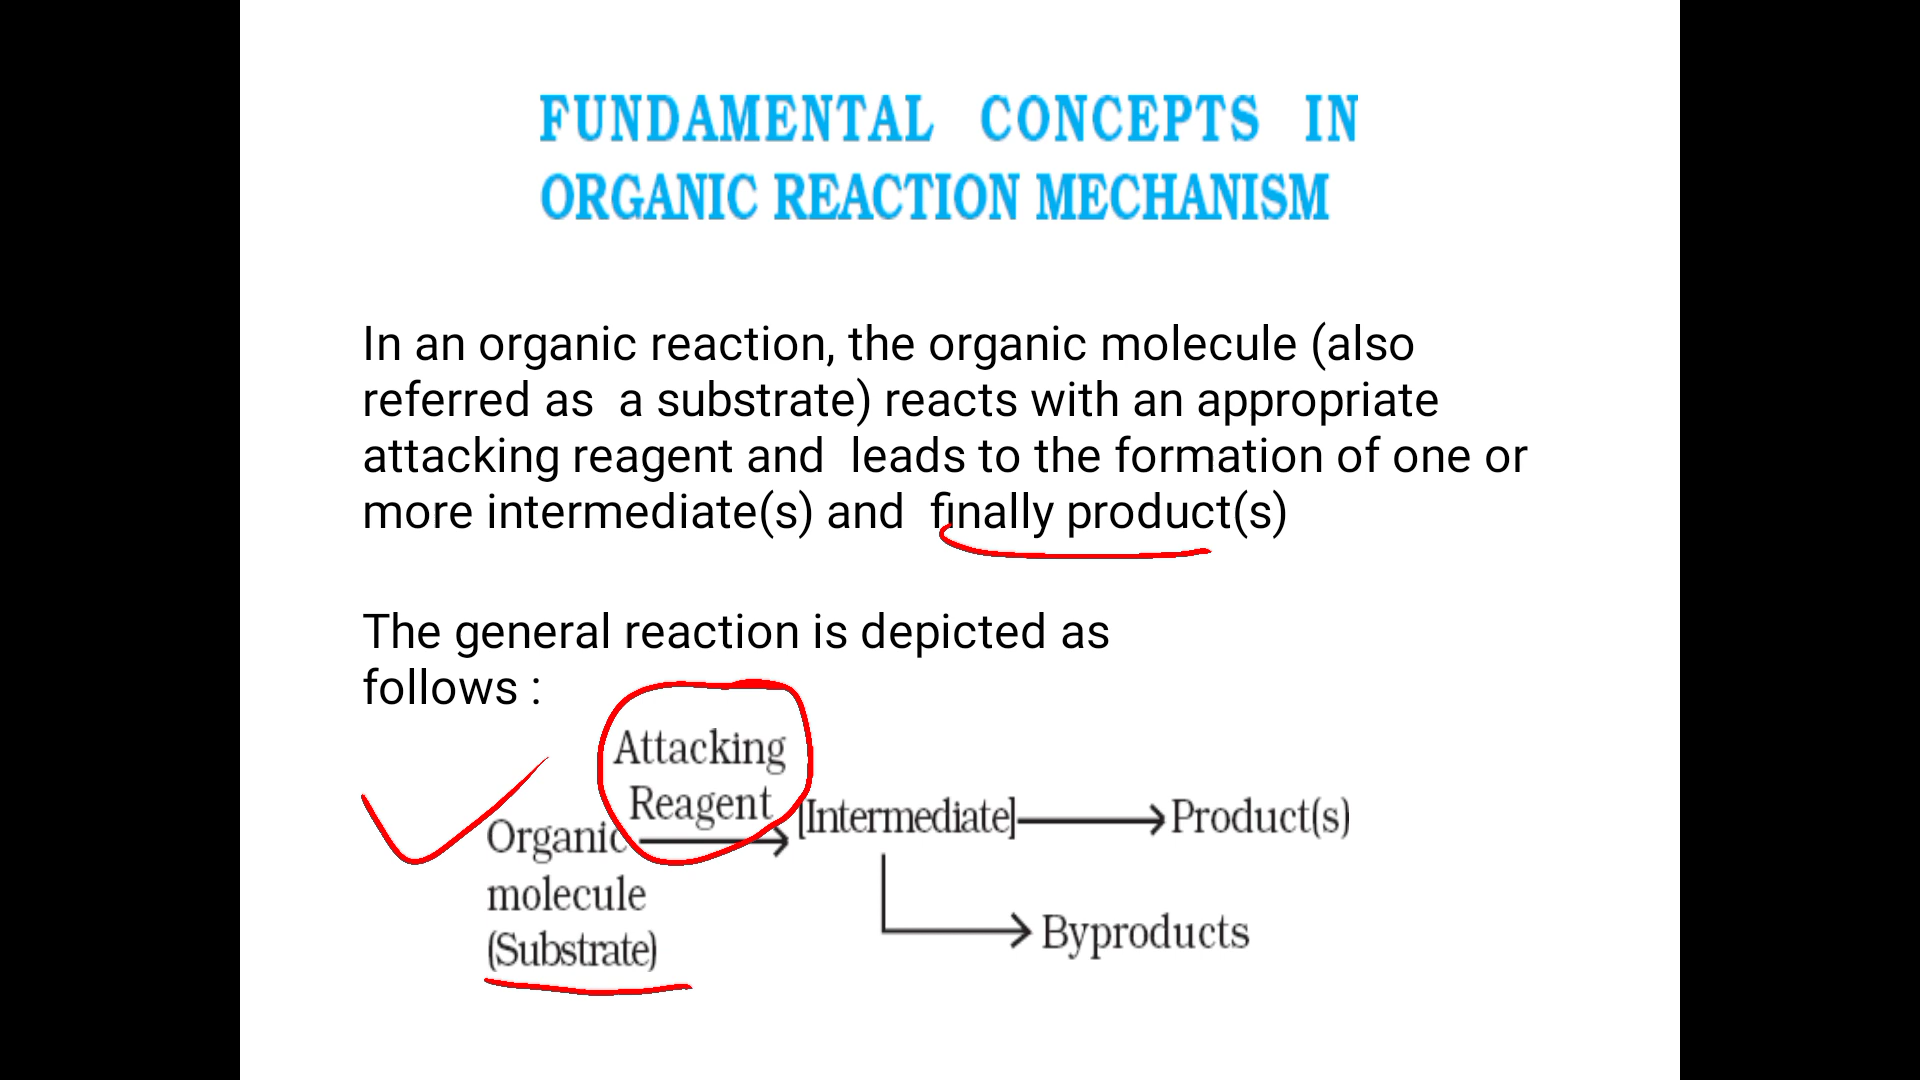 FUNDAMENTAL CONCEPTS IN
ORGANIC REACTION MECHANISM
In an organic reaction, the organic molecule (also
referred as a substrate) reacts with an appropriate
attacking reagent and leads to the formation of one or
more intermediate(s) and finally product(s)
The general reaction is depicted as
follows :
Attacking
Reagent
Organic
molecule
(Substrate)
[Intermediate]
Product(s)
Byproducts